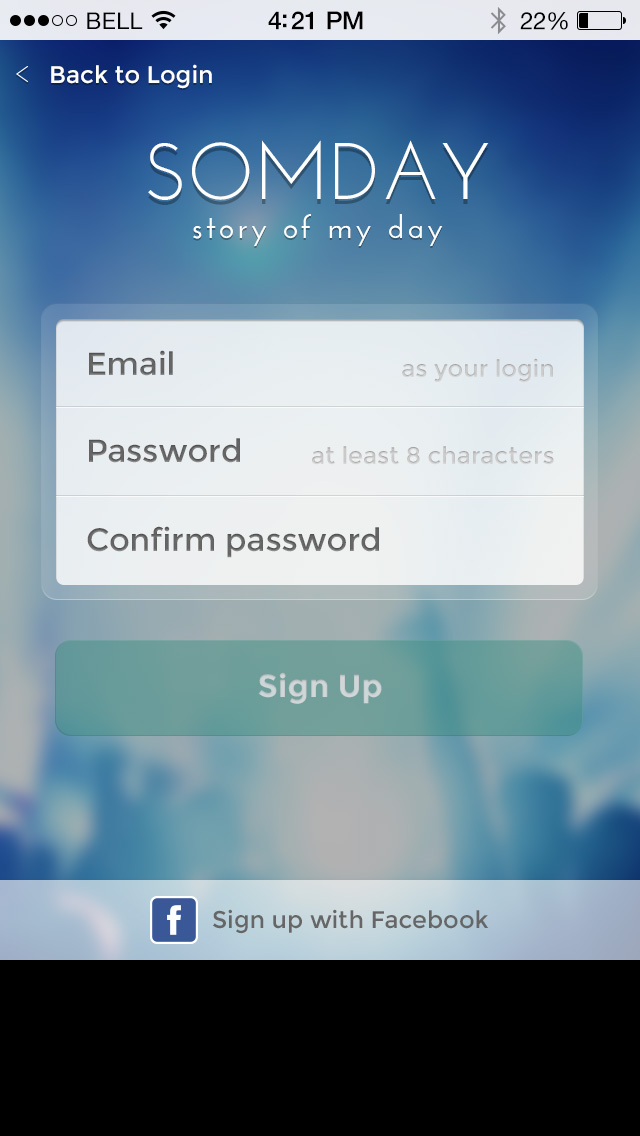 BELL 4:21 PM 22%
< Back to Login
SOMDAY
story of my day
Email as your login
Password at least 8 characters
Confirm password
Sign Up
f Sign up with Facebook